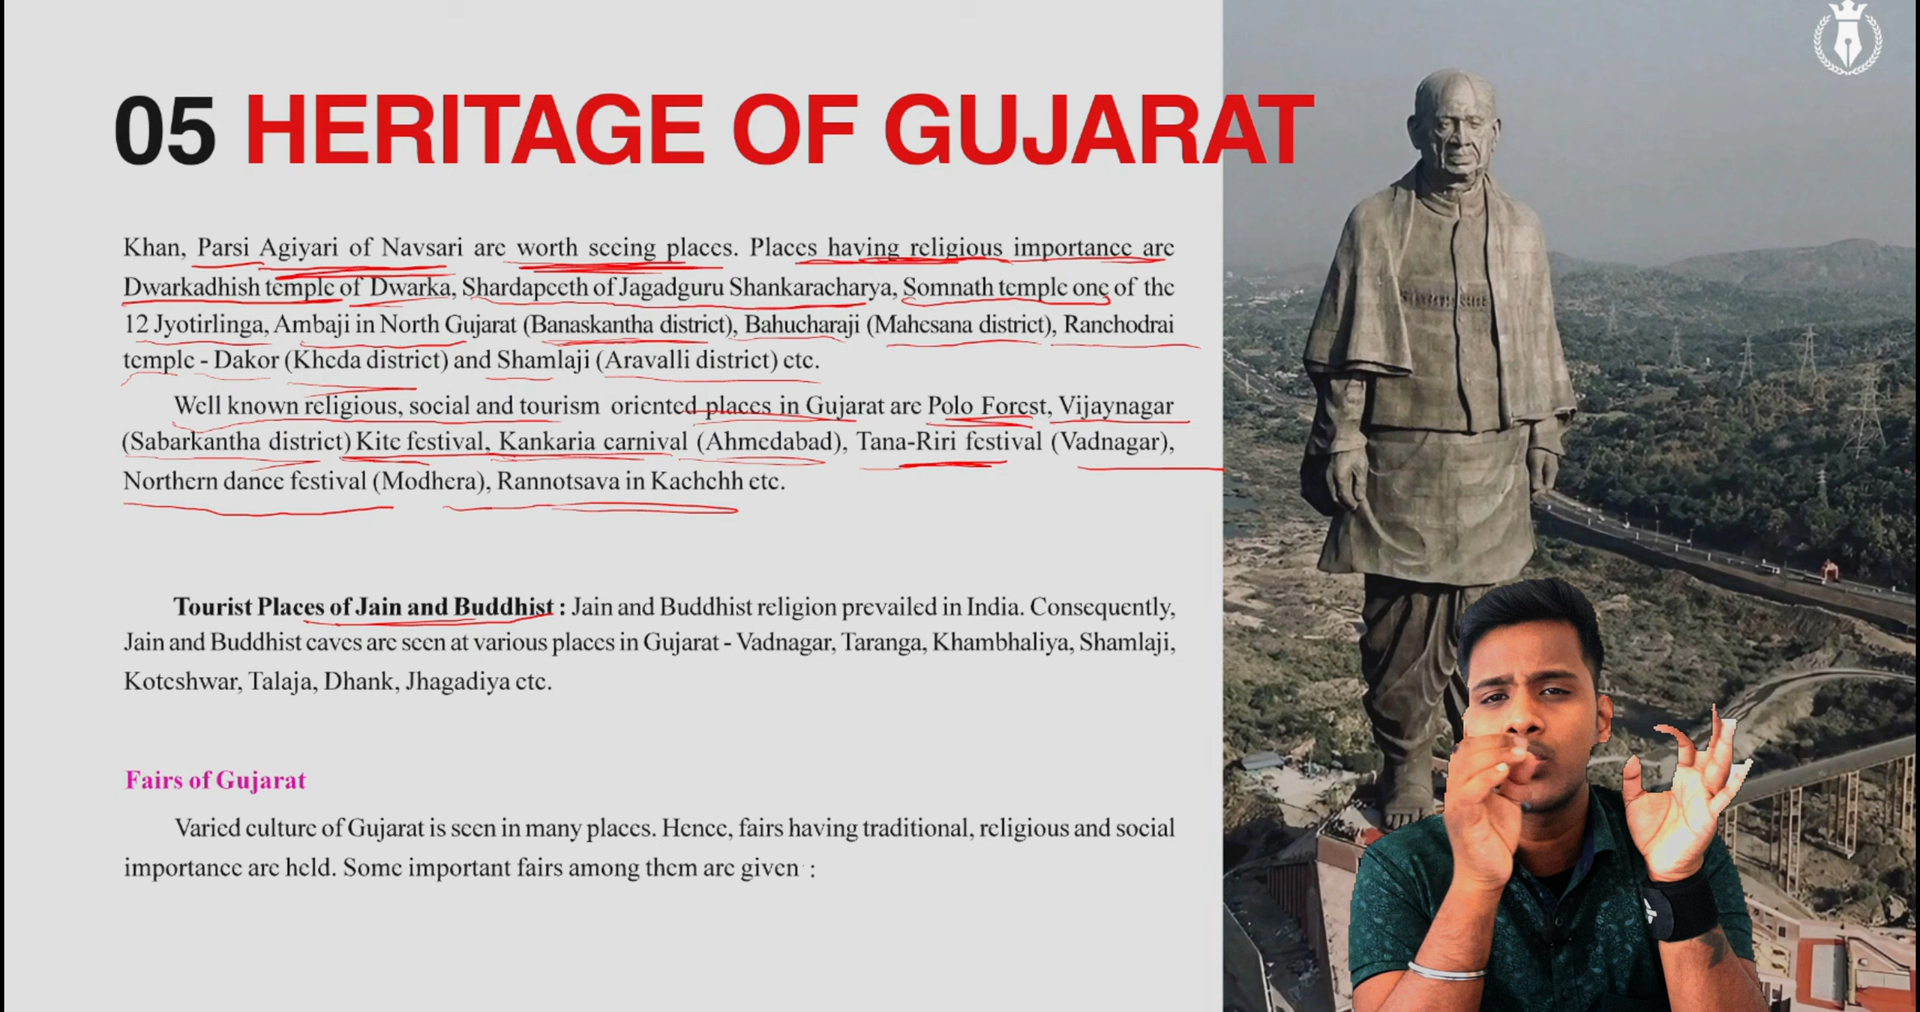 05 HERITAGE OF GUJARAT
Khan, Parsi Agiyari of Navsari are worth seeing places. Places having religious importance are
Dwarkadhish temple of Dwarka, Shardapeeth of Jagadguru Shankaracharya, Somnath temple one of the
12 Jyotirlinga, Ambaji in North Gujarat (Banaskantha district), Bahucharaji (Mahesana district), Ranchodrai
temple - Dakor (Kheda district) and Shamlaji (Aravalli district) etc.
Well known religious, social and tourism oriented places in Gujarat are Polo Forest, Vijaynagar
(Sabarkantha district) Kite festival, Kankaria carnival (Ahmedabad), Tana-Riri festival (Vadnagar),
Northern dance festival (Modhera), Rannotsava in Kachchh etc.
Tourist Places of Jain and Buddhist : Jain and Buddhist religion prevailed in India. Consequently,
Jain and Buddhist caves are seen at various places in Gujarat - Vadnagar, Taranga, Khambhaliya, Shamlaji,
Koteshwar, Talaja, Dhank, Jhagadiya etc.
Fairs of Gujarat
Varied culture of Gujarat is seen in many places. Hence, fairs having traditional, religious and social
importance are held. Some important fairs among them are given :